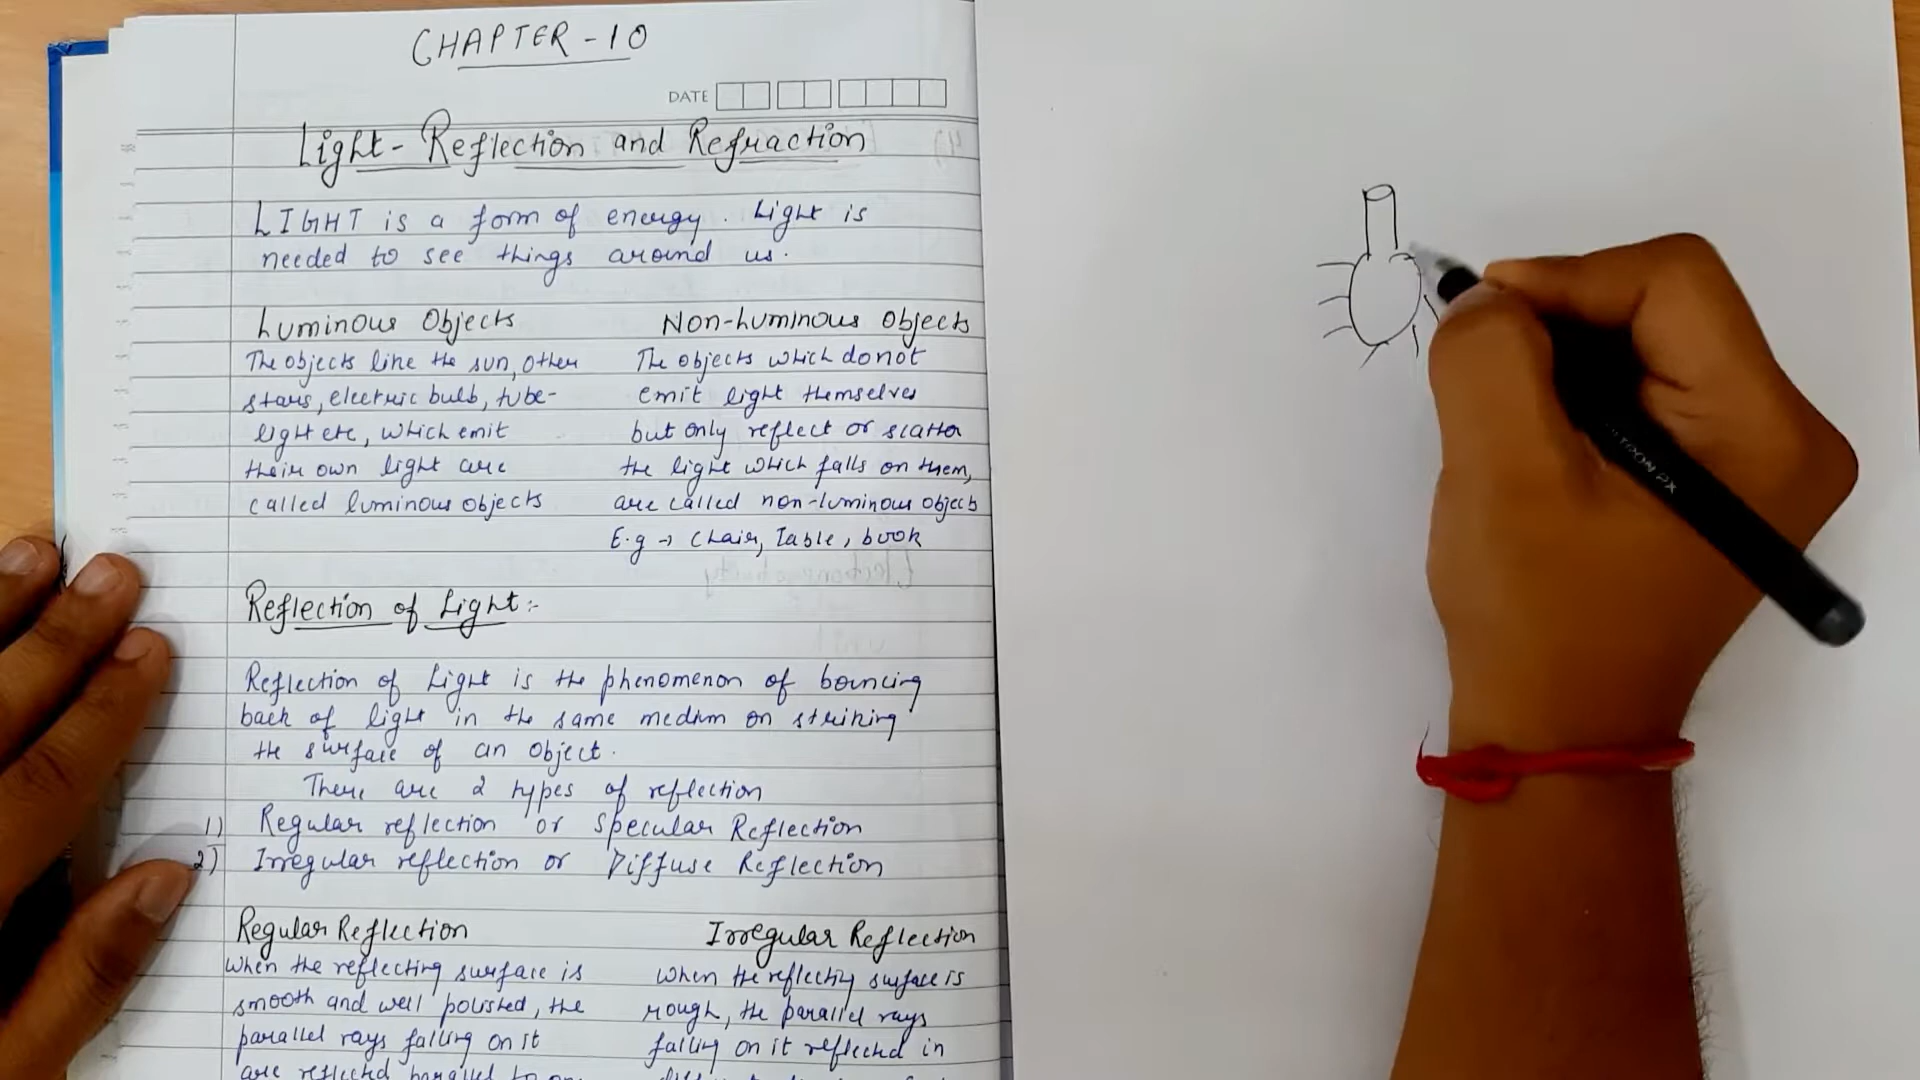 CHAPTER - 10
DATE
Light - Reflection and Refraction
LIGHT is a form of energy. Light is
needed to see things around us.
Luminous Objects
The objects like the sun, other
stars, electric bulb, tube-
light etc, which emit
their own light are
called luminous objects
Non-Luminous Objects
The objects which do not
emit light themselves
but only reflect or scatter
the light which falls on them,
are called non-luminous objects
E.g → Chair, Table, book
Reflection of Light:-
Reflection of Light is the phenomenon of bouncing
back of light in the same medium on striking
the surface of an object.
There are 2 types of reflection
1) Regular reflection or Specular Reflection
2) Irregular reflection or Diffuse Reflection
Regular Reflection
When the reflecting surface is
smooth and well polished, the
parallel rays falling on it
are reflected parallel to one
Irregular Reflection
When the reflecting surface is
rough, the parallel rays
falling on it reflected in